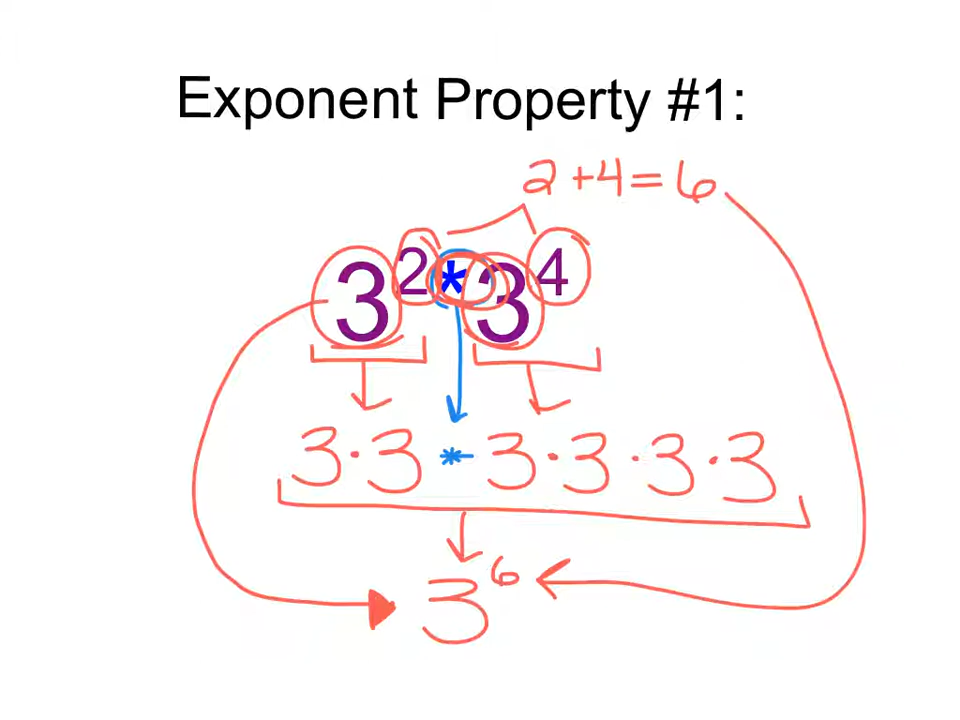 Exponent Property #1:
2+4=6
3² * 3⁴
3·3 * 3·3·3·3
3⁶